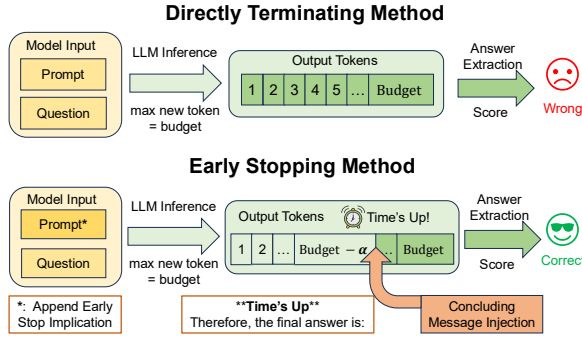 Directly Terminating Method
Model Input
Prompt
Question
LLM Inference
max new token
= budget
Output Tokens
1 2 3 4 5 ... Budget
Answer
Extraction
Score
Wrong
Early Stopping Method
Model Input
Prompt*
Question
LLM Inference
max new token
= budget
Output Tokens
Time's Up!
1 2 ... Budget − α ... Budget
Answer
Extraction
Score
Correct
*: Append Early
Stop Implication
**Time's Up**
Therefore, the final answer is:
Concluding
Message Injection